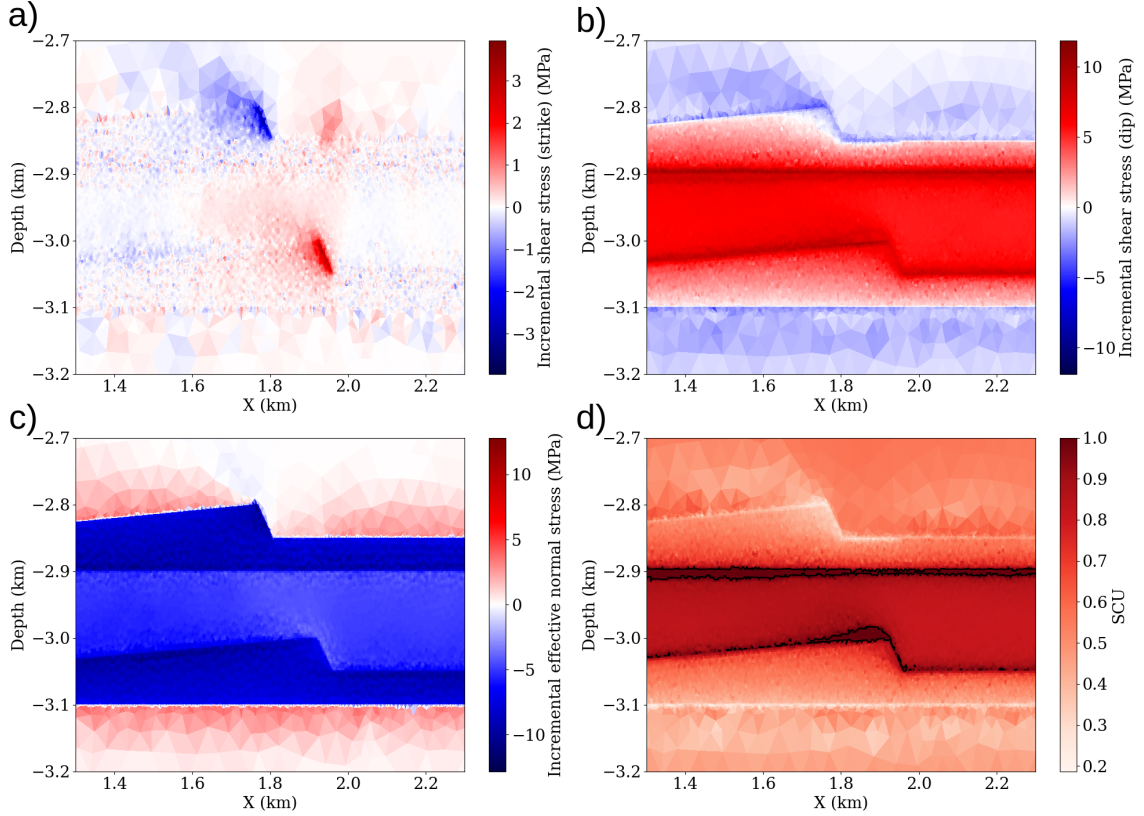 a)
−2.7
−2.8
−2.9
−3.0
−3.1
−3.2
Depth (km)
1.4 1.6 1.8 2.0 2.2
X (km)
3
2
1
0
−1
−2
−3
Incremental shear stress (strike) (MPa)
b)
−2.7
−2.8
−2.9
−3.0
−3.1
−3.2
Depth (km)
1.4 1.6 1.8 2.0 2.2
X (km)
10
5
0
−5
−10
Incremental shear stress (dip) (MPa)
c)
−2.7
−2.8
−2.9
−3.0
−3.1
−3.2
Depth (km)
1.4 1.6 1.8 2.0 2.2
X (km)
10
5
0
−5
−10
Incremental effective normal stress (MPa)
d)
−2.7
−2.8
−2.9
−3.0
−3.1
−3.2
Depth (km)
1.4 1.6 1.8 2.0 2.2
X (km)
1.0
0.9
0.8
0.7
0.6
0.5
0.4
0.3
0.2
SCU